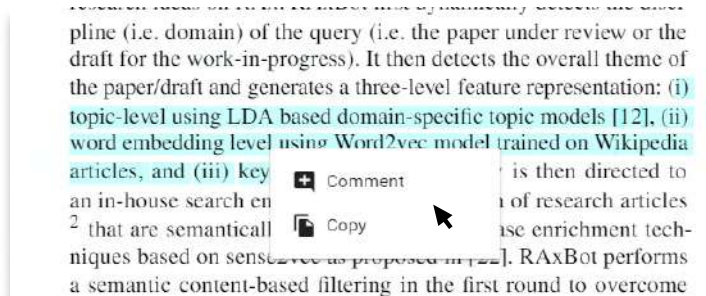 pline (i.e. domain) of the query (i.e. the paper under review or the
draft for the work-in-progress). It then detects the overall theme of
the paper/draft and generates a three-level feature representation: (i)
topic-level using LDA based domain-specific topic models [12], (ii)
word embedding level using Word2vec model trained on Wikipedia
articles, and (iii) key is then directed to
Comment
an in-house search en of research articles
2 that are semanticall ase enrichment tech-
Copy
niques based on sense2vec as proposed in [22]. RAxBot performs
a semantic content-based filtering in the first round to overcome